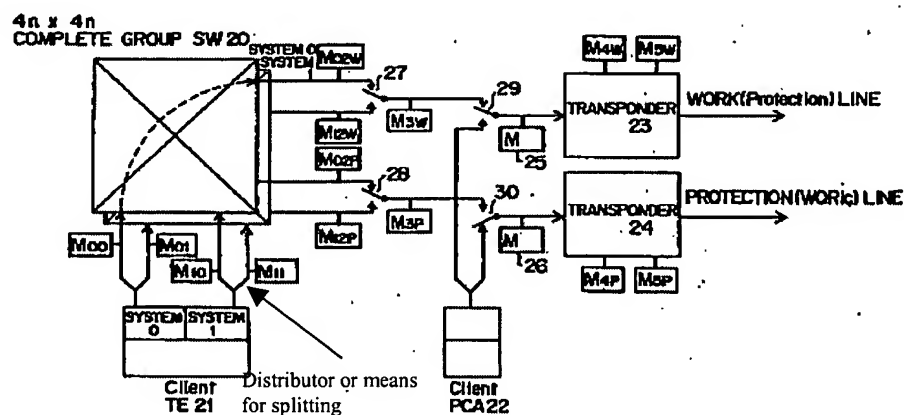 4n x 4n
COMPLETE GROUP SW 20
SYSTEM 0
SYSTEM
M02W
27
M12W
M3W
29
M4W
M5W
TRANSPONDER
23
WORK(Protection) LINE
M
25
M02P
28
M12P
M3P
30
TRANSPONDER
24
PROTECTION(WORK) LINE
M
26
M4P
M5P
M00
M01
M10
M11
SYSTEM
0
SYSTEM
1
Client
TE 21
Distributor or means
for splitting
Client
PCA 22